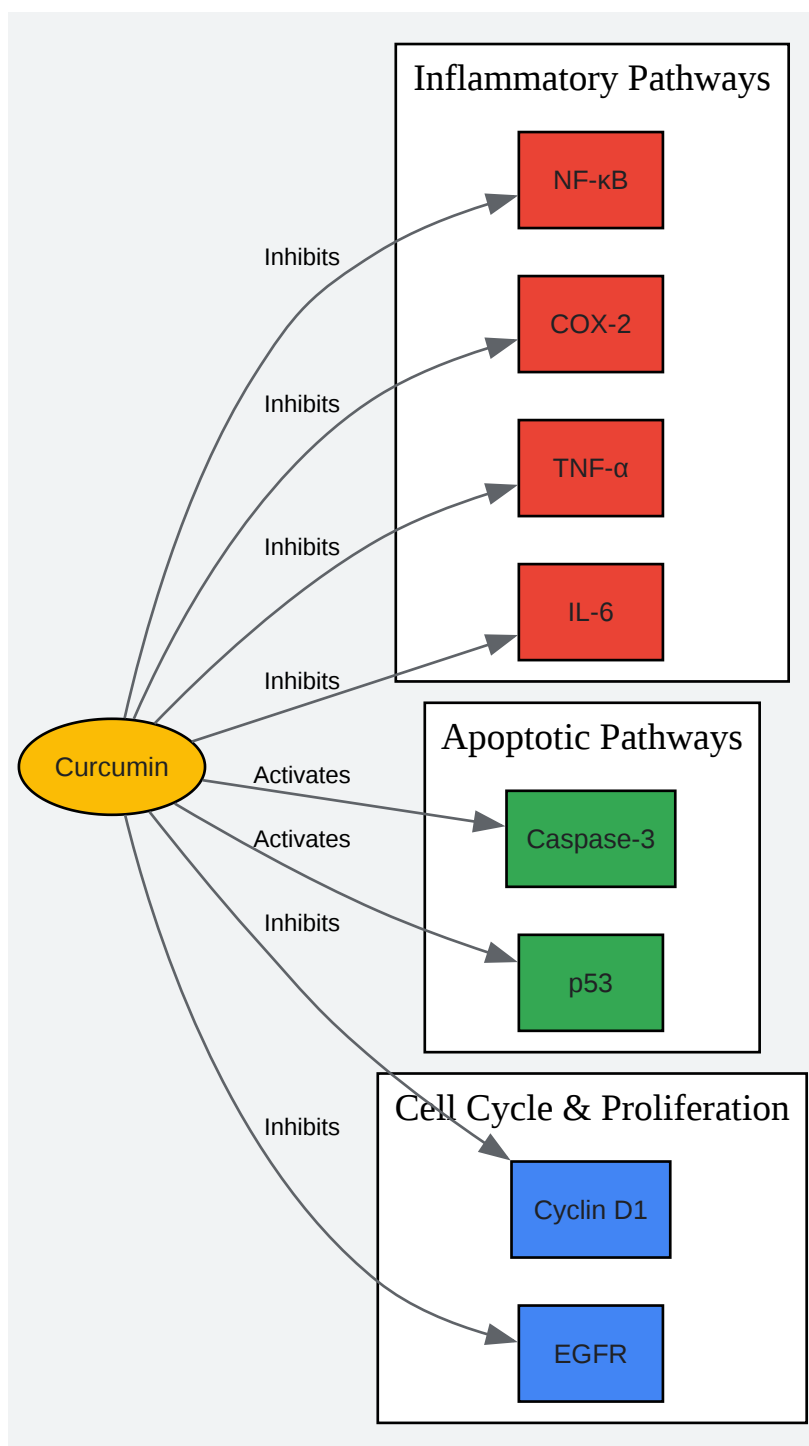 Inflammatory Pathways
NF-κB
Inhibits
COX-2
Inhibits
TNF-α
Inhibits
IL-6
Inhibits
Apoptotic Pathways
Curcumin
Activates
Caspase-3
Activates
Inhibits
p53
Cell Cycle & Proliferation
Inhibits
Cyclin D1
EGFR